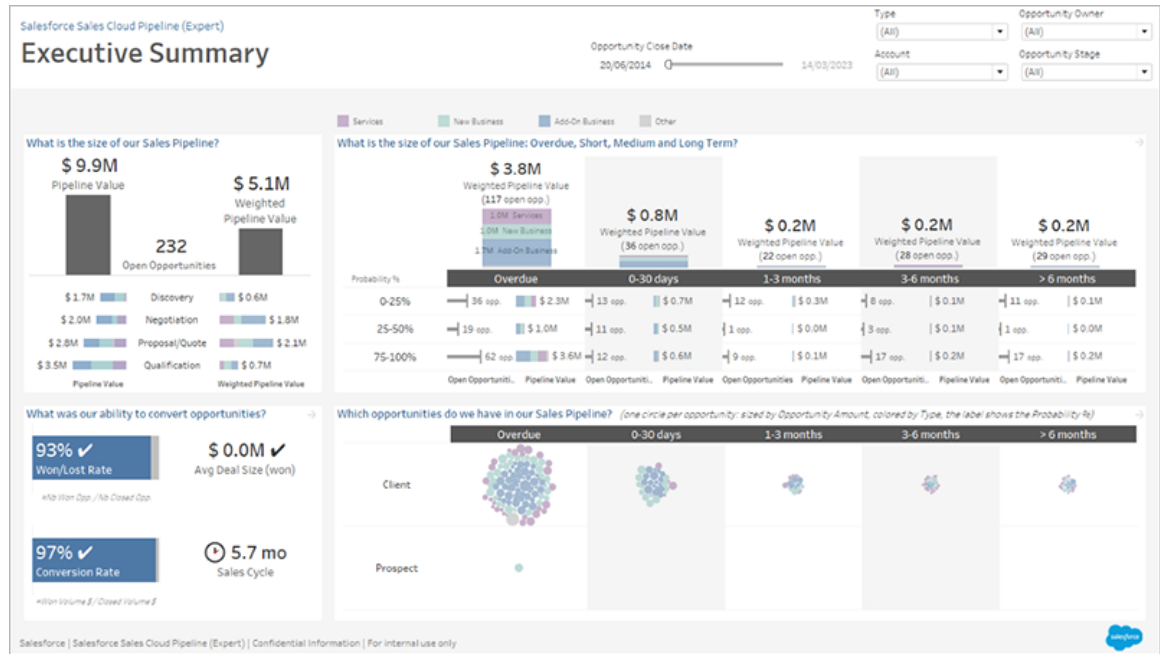 Salesforce Sales Cloud Pipeline (Expert)
Executive Summary
Opportunity Close Date
20/06/2014
14/03/2023
Type
(All)
Opportunity Owner
(All)
Account
(All)
Opportunity Stage
(All)
Services
New Business
Add-On Business
Other
What is the size of our Sales Pipeline?
$ 9.9M
Pipeline Value
232
Open Opportunities
$ 5.1M
Weighted
Pipeline Value
$ 1.7M Discovery $ 0.6M
$ 2.0M Negotiation $ 1.8M
$ 2.8M Proposal/Quote $ 2.1M
$ 3.5M Qualification $ 0.7M
Pipeline Value Weighted Pipeline Value
What is the size of our Sales Pipeline: Overdue, Short, Medium and Long Term?
$ 3.8M
Weighted Pipeline Value
(117 open opp.)
1.0M Services
1.0M New Business
1.7M Add-On Business
$ 0.8M
Weighted Pipeline Value
(36 open opp.)
$ 0.2M
Weighted Pipeline Value
(22 open opp.)
$ 0.2M
Weighted Pipeline Value
(28 open opp.)
$ 0.2M
Weighted Pipeline Value
(29 open opp.)
Probability % Overdue 0-30 days 1-3 months 3-6 months > 6 months
0-25% 36 opp. $ 2.3M 13 opp. $ 0.7M 12 opp. $ 0.3M 8 opp. $ 0.1M 11 opp. $ 0.1M
25-50% 19 opp. $ 1.0M 11 opp. $ 0.5M 1 opp. $ 0.0M 3 opp. $ 0.1M 1 opp. $ 0.0M
75-100% 62 opp. $ 3.6M 12 opp. $ 0.6M 9 opp. $ 0.1M 17 opp. $ 0.2M 17 opp. $ 0.2M
Open Opportuniti.. Pipeline Value Open Opportuniti.. Pipeline Value Open Opportunities Pipeline Value Open Opportuniti.. Pipeline Value Open Opportuniti.. Pipeline Value
What was our ability to convert opportunities?
93% ✔
Won/Lost Rate
=Nb Won Opp. / Nb Closed Opp.
$ 0.0M ✔
Avg Deal Size (won)
97% ✔
Conversion Rate
=Won Volume $ / Closed Volume $
5.7 mo
Sales Cycle
Which opportunities do we have in our Sales Pipeline? (one circle per opportunity: sized by Opportunity Amount, colored by Type, the label shows the Probability %)
Overdue 0-30 days 1-3 months 3-6 months > 6 months
Client
Prospect
Salesforce | Salesforce Sales Cloud Pipeline (Expert) | Confidential Information | For internal use only
salesforce